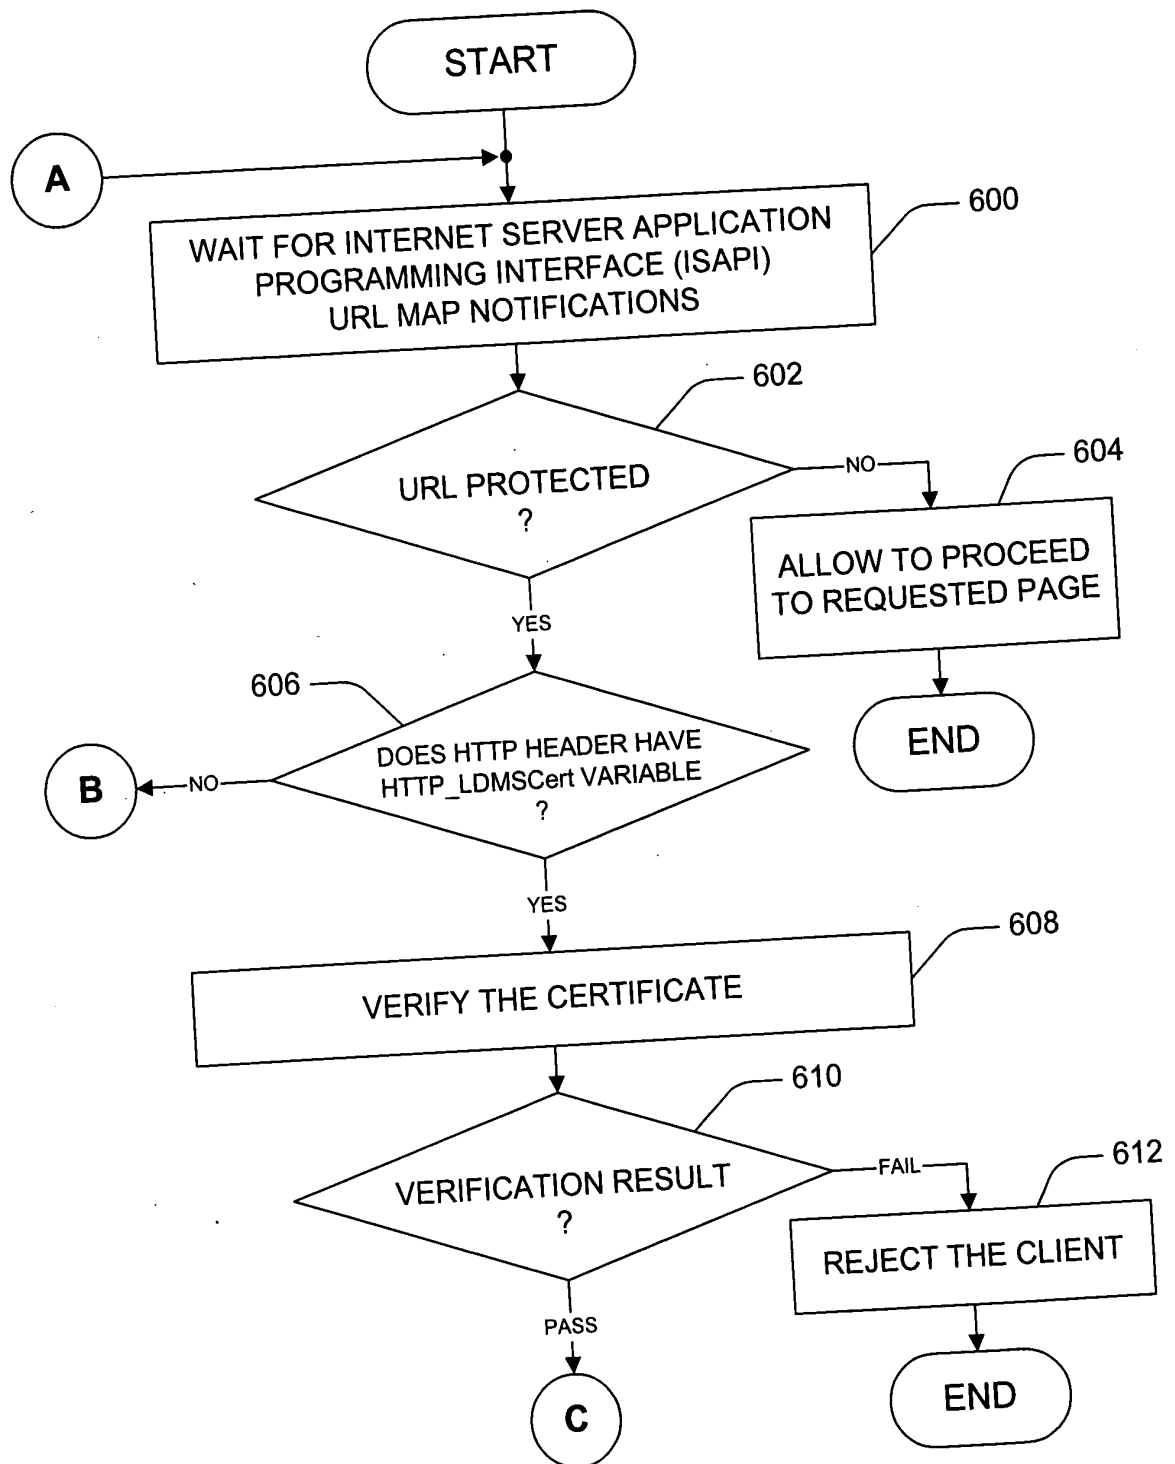 START
A
600
WAIT FOR INTERNET SERVER APPLICATION
PROGRAMMING INTERFACE (ISAPI)
URL MAP NOTIFICATIONS
602
URL PROTECTED
?
NO
604
ALLOW TO PROCEED
TO REQUESTED PAGE
YES
END
606
DOES HTTP HEADER HAVE
HTTP_LDMSCert VARIABLE
?
NO
B
YES
608
VERIFY THE CERTIFICATE
610
VERIFICATION RESULT
?
FAIL
612
REJECT THE CLIENT
PASS
END
C